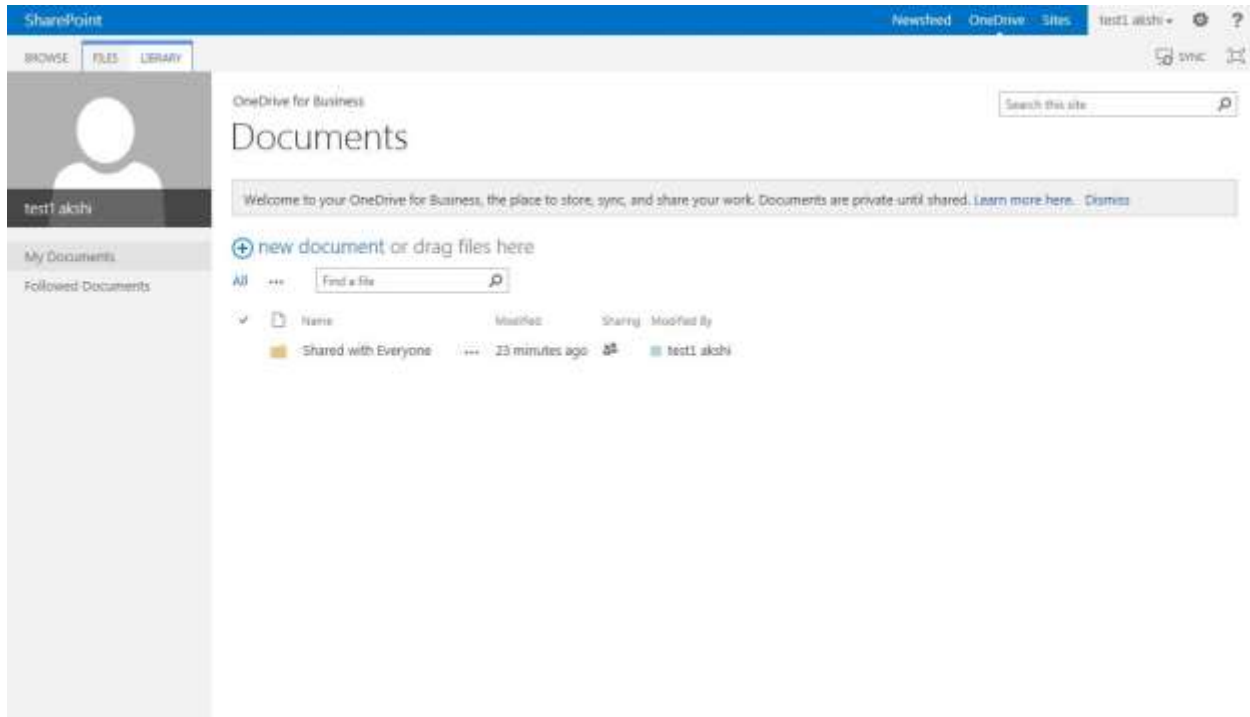 SharePoint
Newsfeed OneDrive Sites test1 akshi ?
BROWSE FILES LIBRARY
SYNC
OneDrive for Business
Search this site
Documents
test1 akshi
Welcome to your OneDrive for Business, the place to store, sync, and share your work. Documents are private until shared. Learn more here. Dismiss
new document or drag files here
My Documents
All ... Find a file
Followed Documents
Name Modified Sharing Modified By
Shared with Everyone ... 23 minutes ago test1 akshi